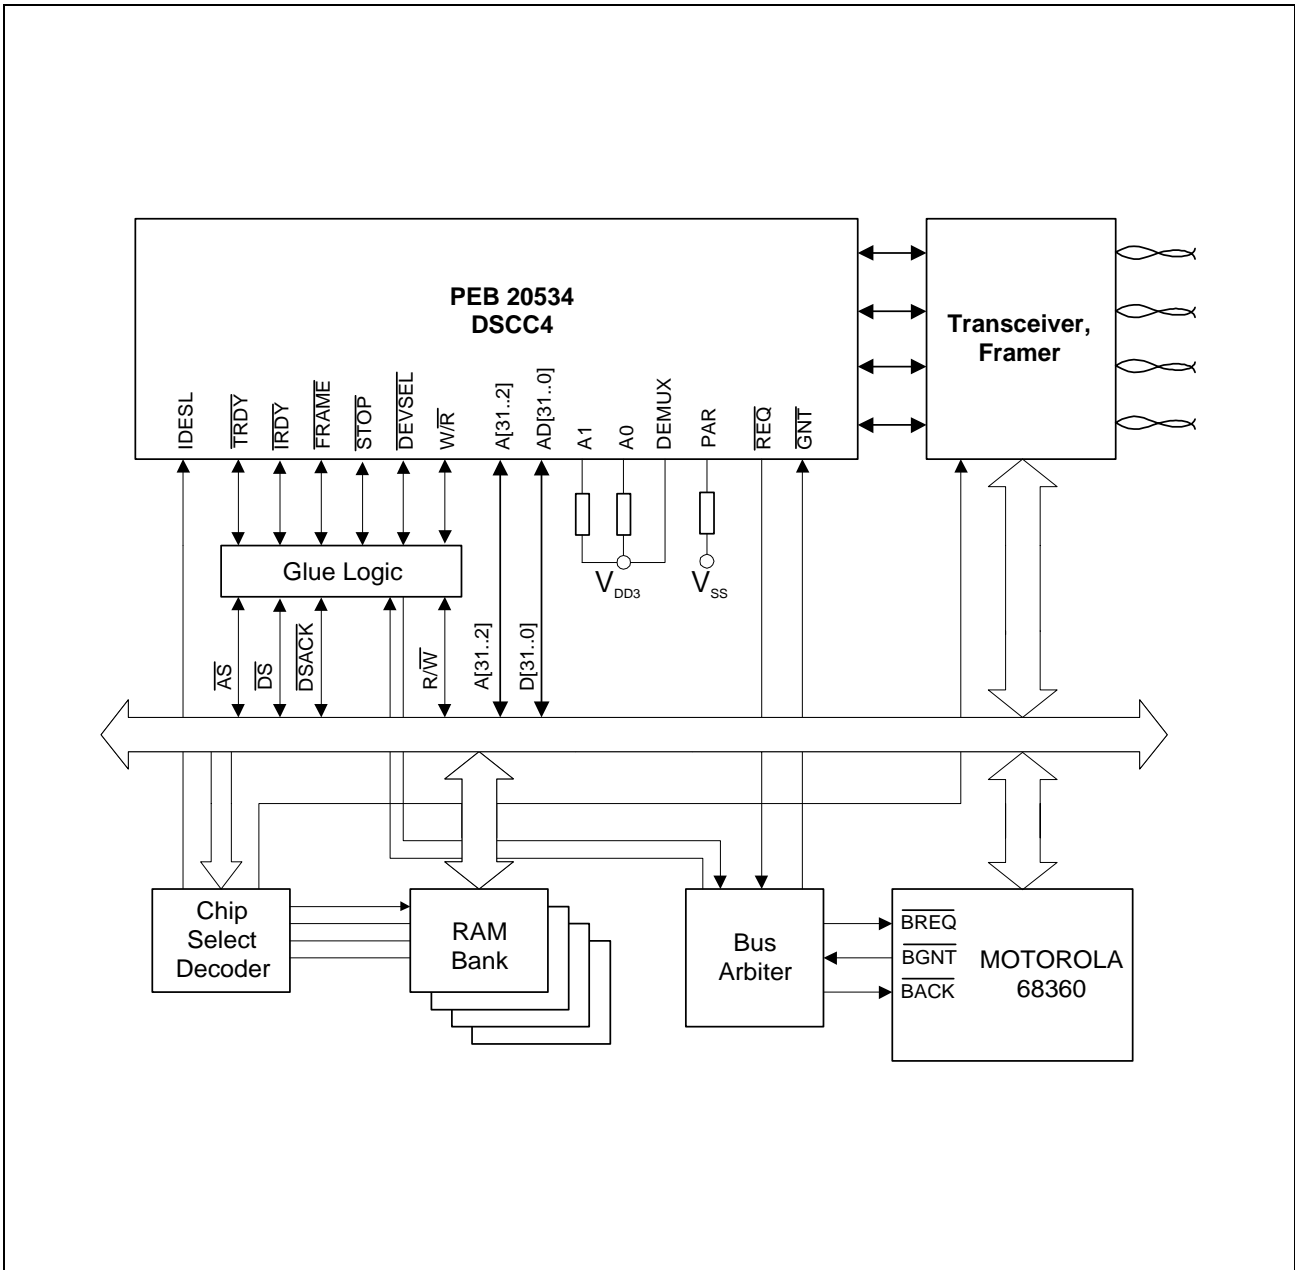 PEB 20534
DSCC4
Transceiver,
Framer
IDESL
TRDY
IRDY
FRAME
STOP
DEVSEL
W/R
A[31..2]
AD[31..0]
A1
A0
DEMUX
PAR
REQ
GNT
Glue Logic
VDD3
VSS
AS
DS
DSACK
R/W
A[31..2]
D[31..0]
Chip
Select
Decoder
RAM
Bank
Bus
Arbiter
BREQ
BGNT
BACK
MOTOROLA
68360